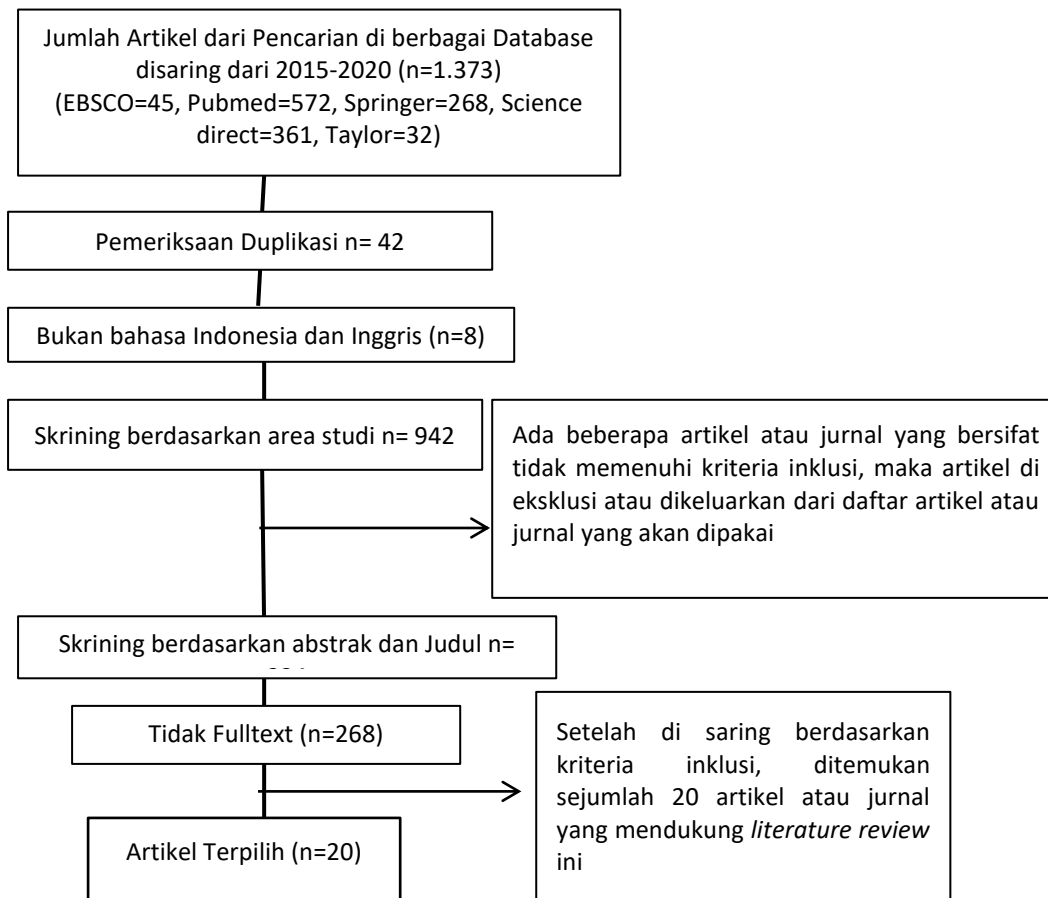 Jumlah Artikel dari Pencarian di berbagai Database
disaring dari 2015-2020 (n=1.373)
(EBSCO=45, Pubmed=572, Springer=268, Science
direct=361, Taylor=32)
Pemeriksaan Duplikasi n= 42
Bukan bahasa Indonesia dan Inggris (n=8)
Skrining berdasarkan area studi n= 942
Ada beberapa artikel atau jurnal yang bersifat
tidak memenuhi kriteria inklusi, maka artikel di
eksklusi atau dikeluarkan dari daftar artikel atau
jurnal yang akan dipakai
Skrining berdasarkan abstrak dan Judul n=
Tidak Fulltext (n=268)
Setelah di saring berdasarkan
kriteria inklusi, ditemukan
sejumlah 20 artikel atau jurnal
yang mendukung literature review
ini
Artikel Terpilih (n=20)